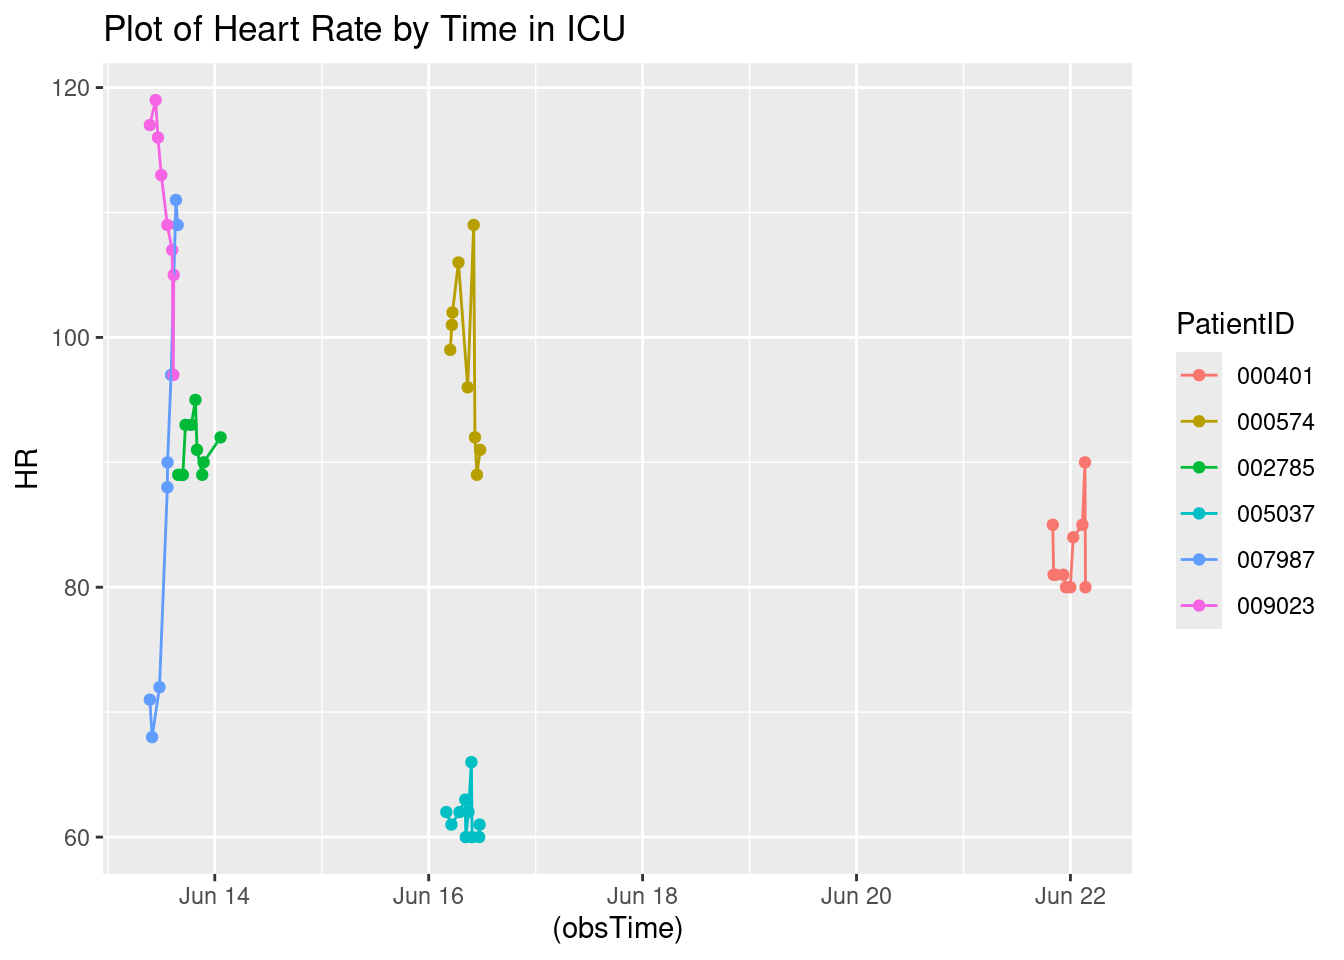 Plot of Heart Rate by Time in ICU
120
100
80
60
HR
Jun 14
Jun 16
Jun 18
Jun 20
Jun 22
(obsTime)
PatientID
000401
000574
002785
005037
007987
009023